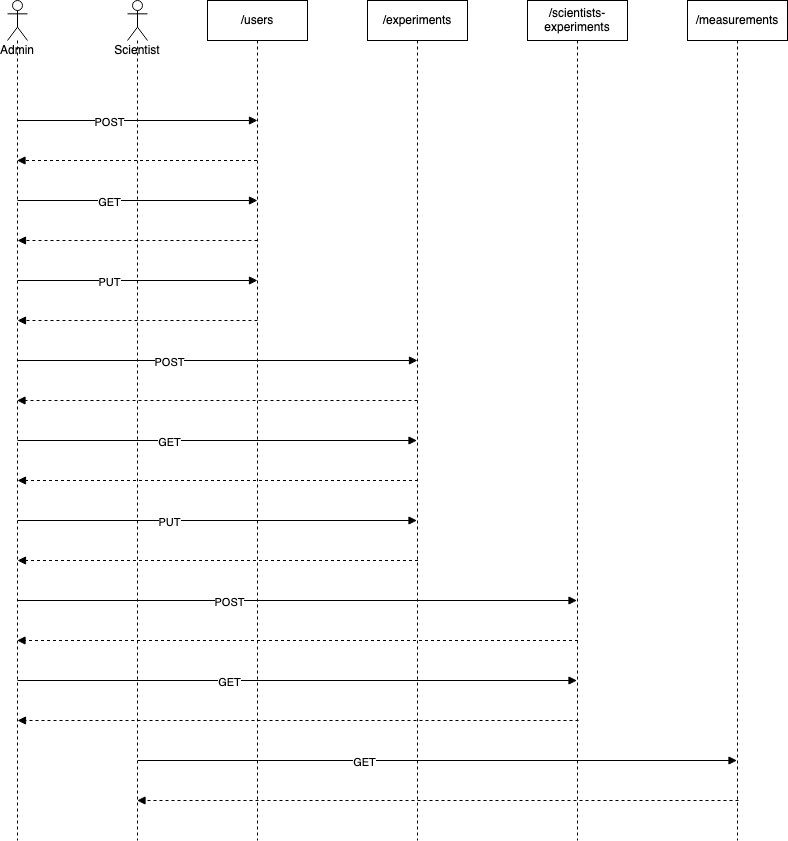 Admin
Scientist
/users
/experiments
/scientists-
experiments
/measurements
POST
GET
PUT
POST
GET
PUT
POST
GET
GET